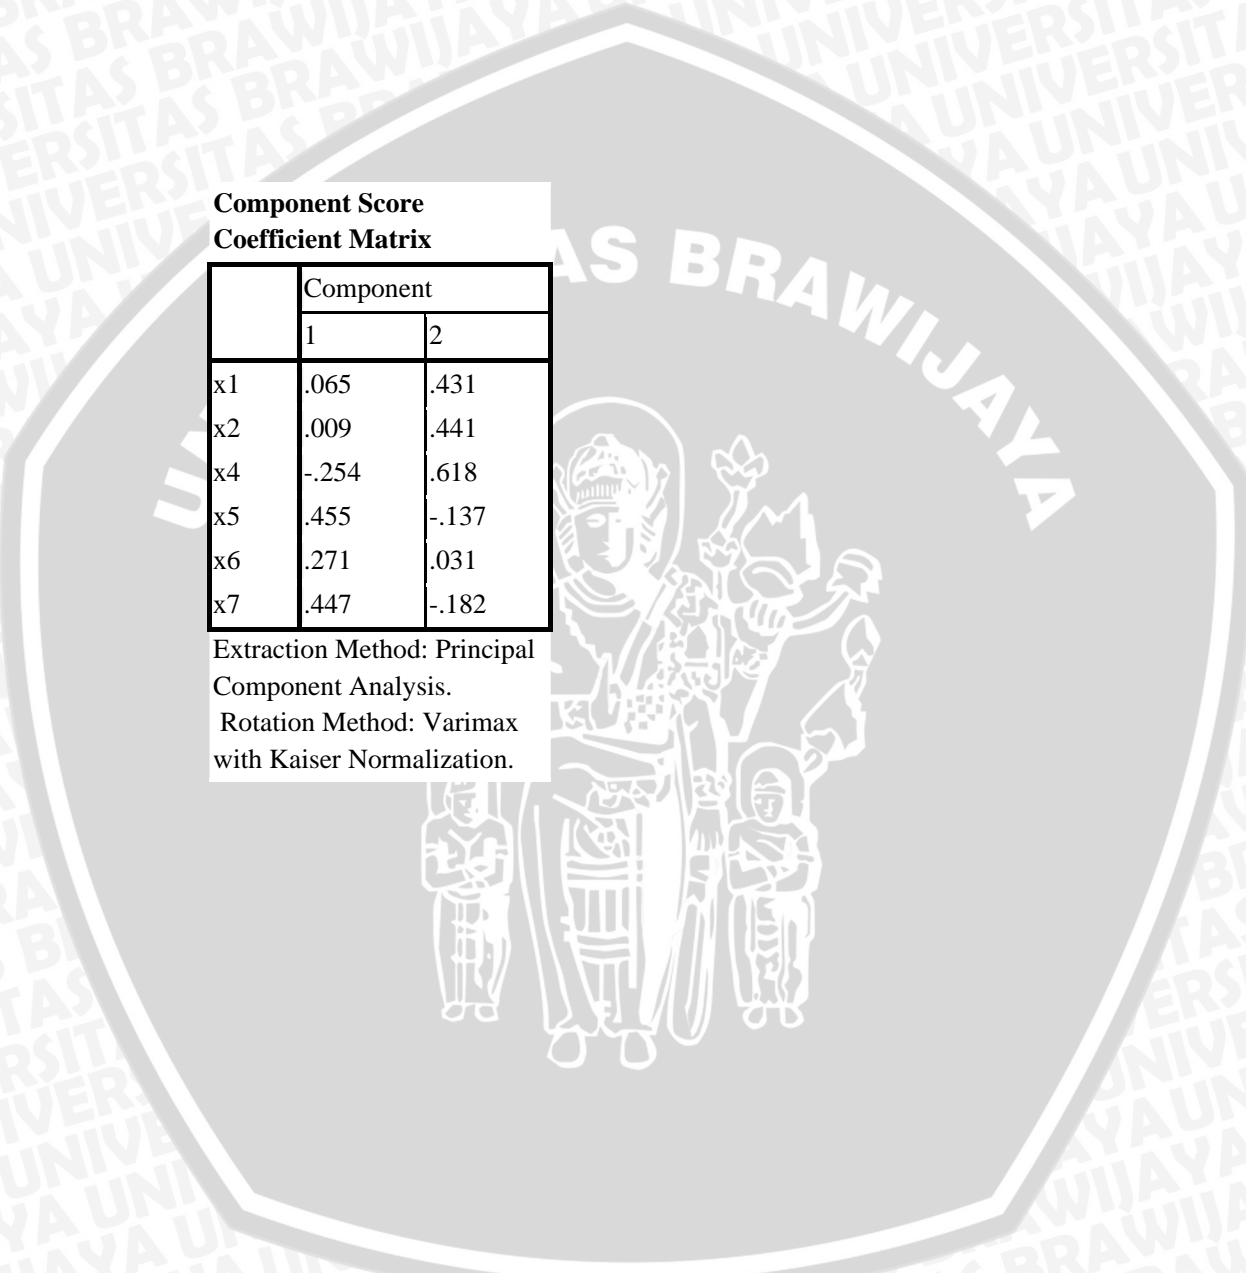 Component Score
Coefficient Matrix
Component
1 2
x1 .065 .431
x2 .009 .441
x4 -.254 .618
x5 .455 -.137
x6 .271 .031
x7 .447 -.182
Extraction Method: Principal
Component Analysis.
Rotation Method: Varimax
with Kaiser Normalization.
AS BRAWIJAYA